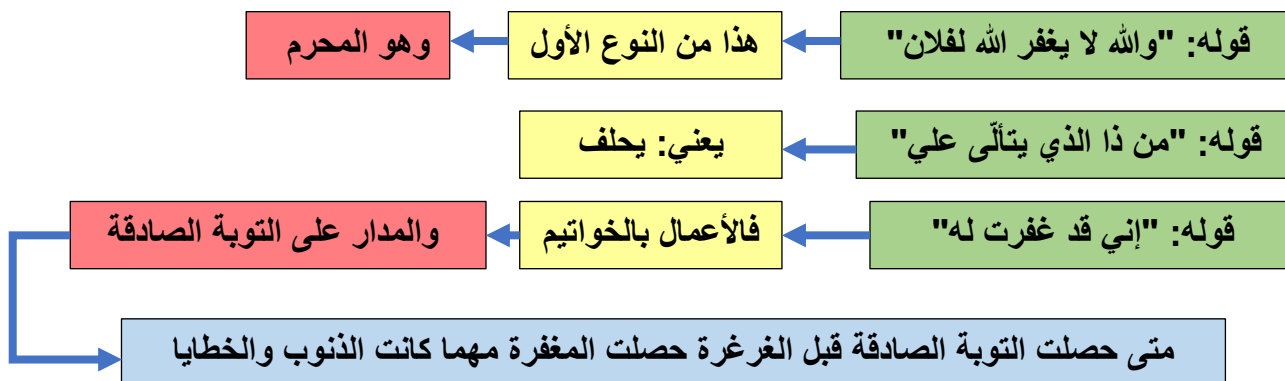 قوله: "والله لا يغفر الله لفلان"
هذا من النوع الأول
وهو المحرم
قوله: "من ذا الذي يتألّى علي"
يعني: يحلف
قوله: "إني قد غفرت له"
فالأعمال بالخواتيم
والمدار على التوبة الصادقة
متى حصلت التوبة الصادقة قبل الغرغرة حصلت المغفرة مهما كانت الذنوب والخطايا